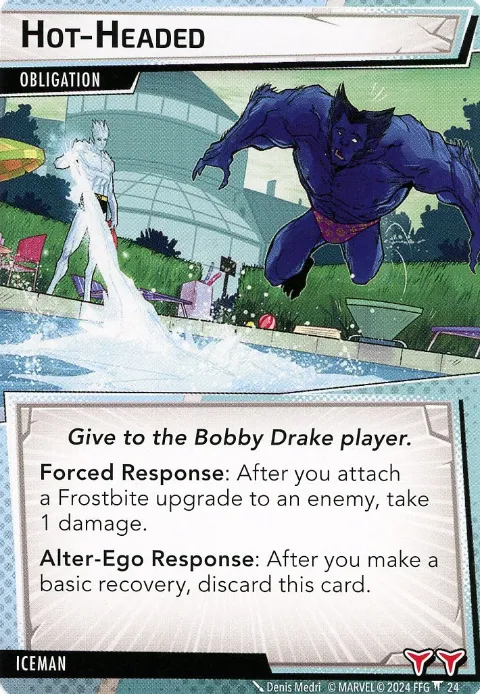 HOT-HEADED
OBLIGATION
Give to the Bobby Drake player.
Forced Response: After you attach
a Frostbite upgrade to an enemy, take
1 damage.
Alter-Ego Response: After you make a
basic recovery, discard this card.
ICEMAN
Denis Medri © MARVEL © 2024 FFG 24